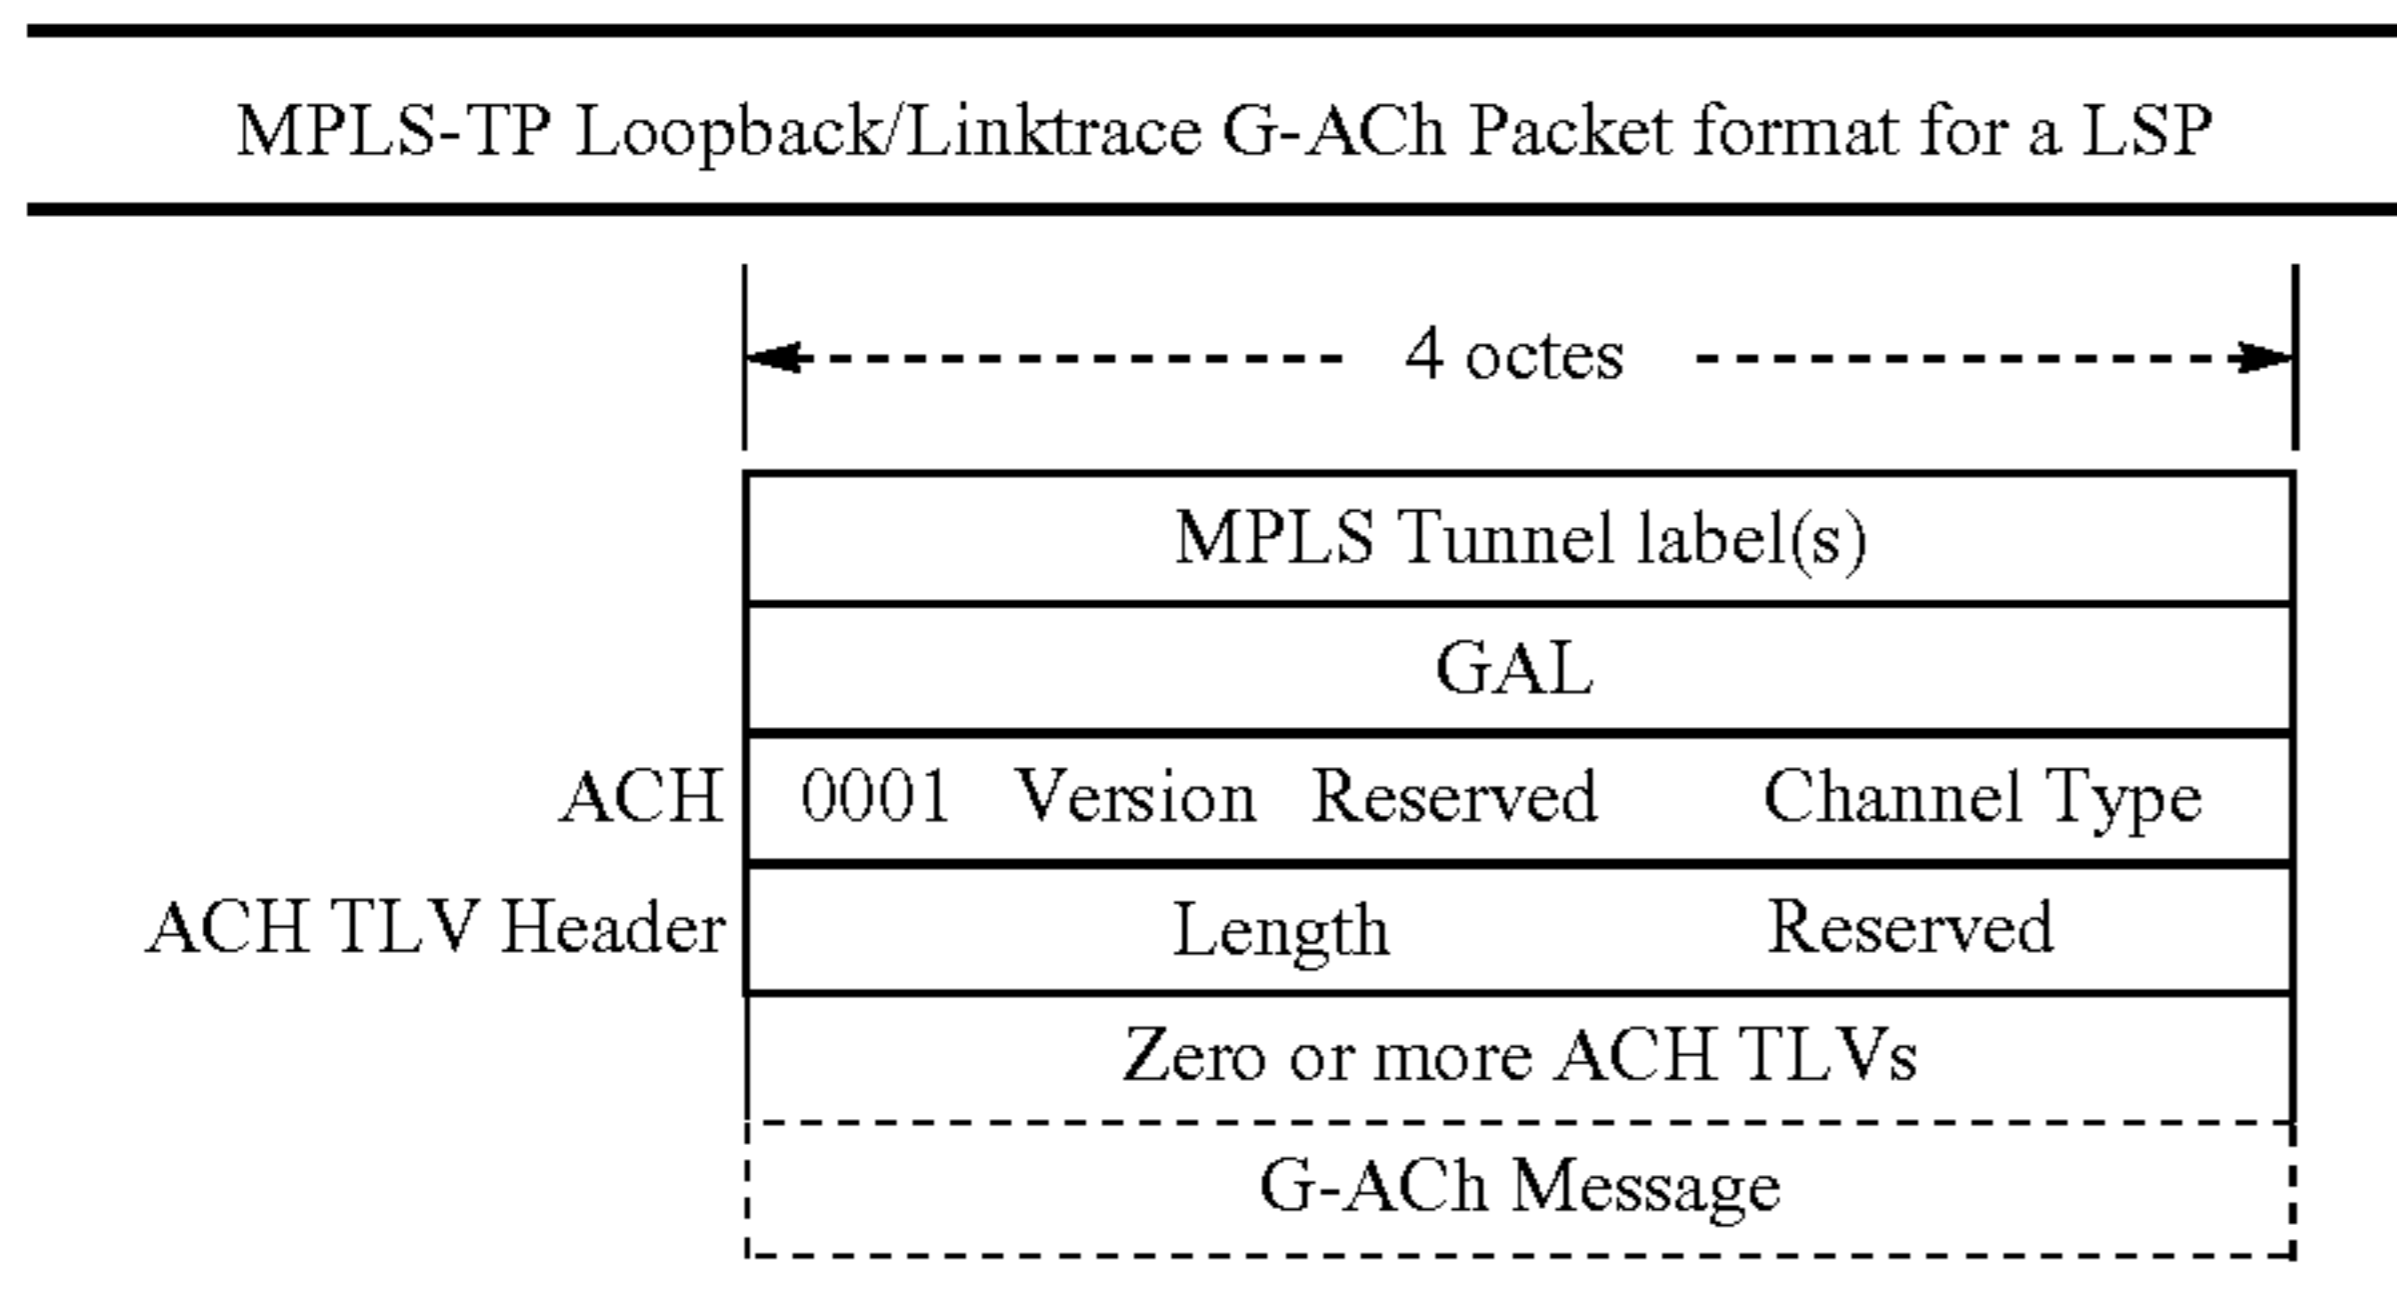 MPLS-TP Loopback/Linktrace G-ACh Packet format for a LSP
4 octes
MPLS Tunnel label(s)
GAL
ACH 0001 Version Reserved Channel Type
ACH TLV Header Length Reserved
Zero or more ACH TLVs
G-ACh Message